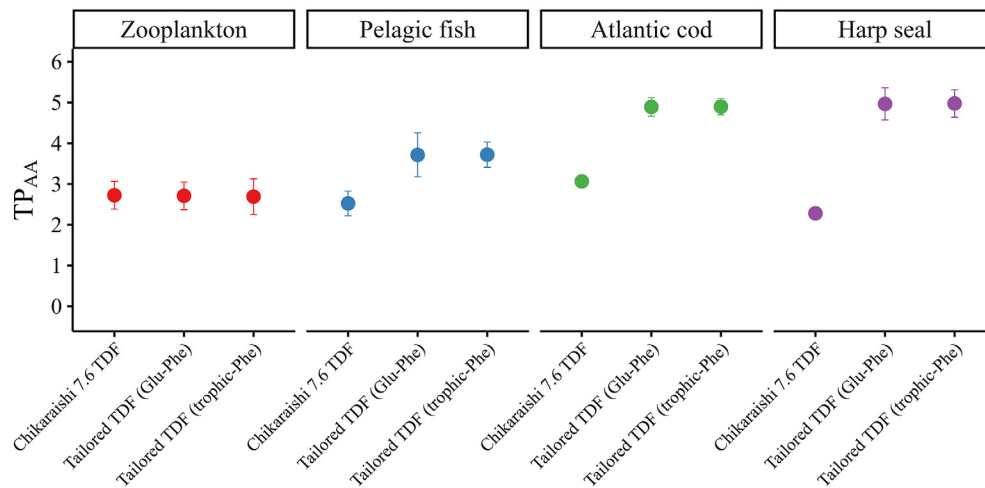 Zooplankton Pelagic fish Atlantic cod Harp seal
TP_AA
6
5
4
3
2
1
0
Chikaraishi 7.6 TDF
Tailored TDF (Glu-Phe)
Tailored TDF (trophic-Phe)
Chikaraishi 7.6 TDF
Tailored TDF (Glu-Phe)
Tailored TDF (trophic-Phe)
Chikaraishi 7.6 TDF
Tailored TDF (Glu-Phe)
Tailored TDF (trophic-Phe)
Chikaraishi 7.6 TDF
Tailored TDF (Glu-Phe)
Tailored TDF (trophic-Phe)